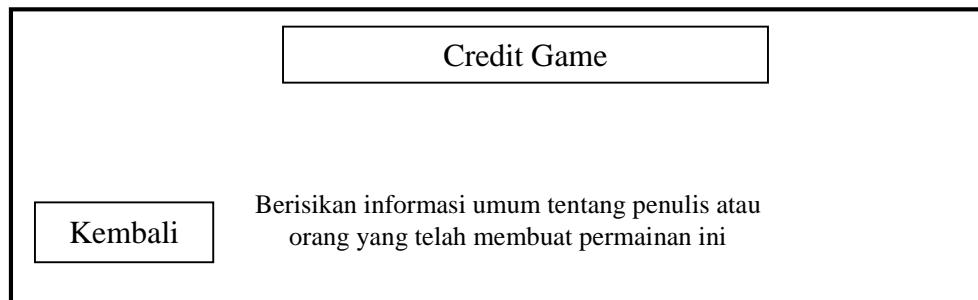 Credit Game
Berisikan informasi umum tentang penulis atau
Kembali
orang yang telah membuat permainan ini